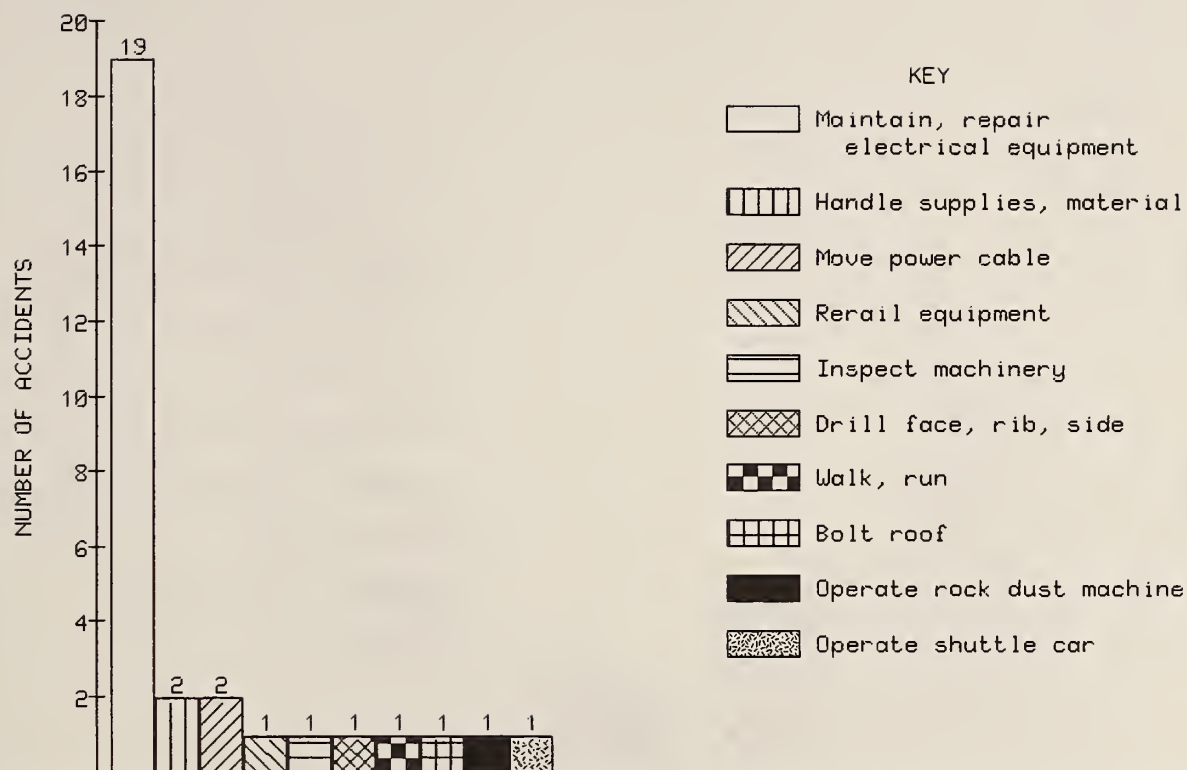 20
19
18
16
14
12
10
8
6
4
2
NUMBER OF ACCIDENTS
2 2 1 1 1 1 1 1 1
KEY
Maintain, repair
electrical equipment
Handle supplies, material
Move power cable
Rerail equipment
Inspect machinery
Drill face, rib, side
Walk, run
Bolt roof
Operate rock dust machine
Operate shuttle car